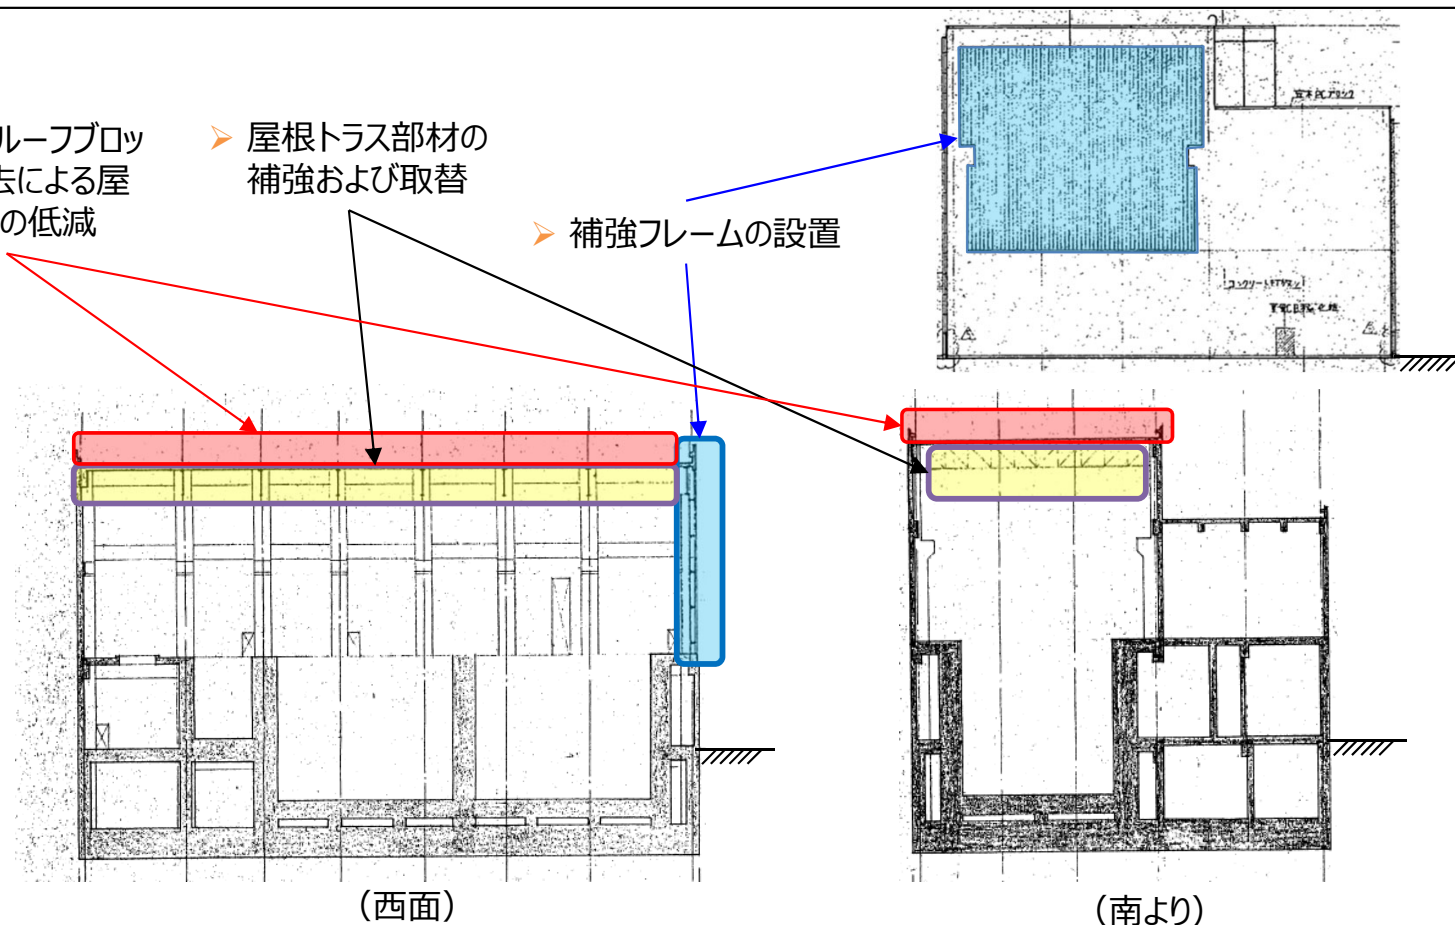 ルーフブロッ
去による屋
の低減
➢ 屋根トラス部材の
補強および取替
➢ 補強フレームの設置
（西面）
（南より）